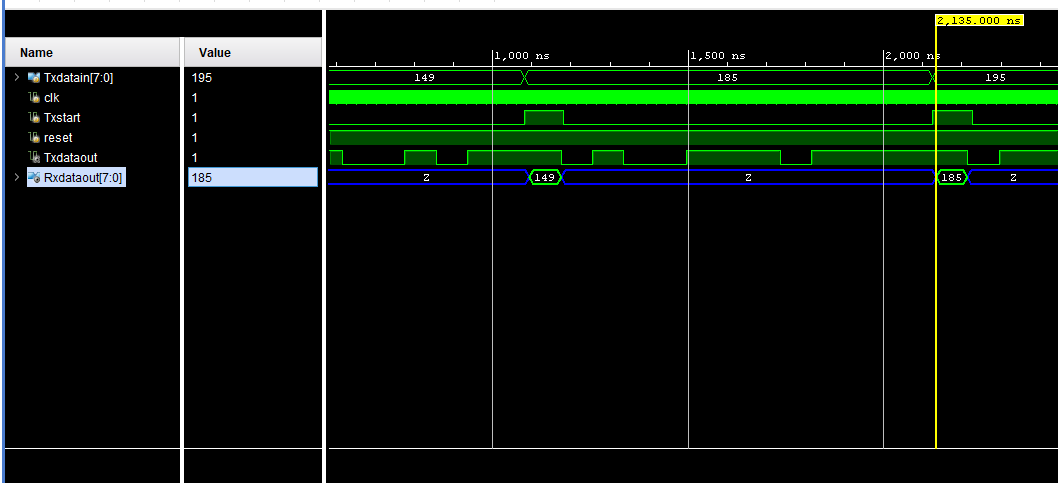 2,135.000 ns
Name Value
1,000 ns 1,500 ns 2,000 ns
Txdatain[7:0] 195 149 185 195
clk 1
Txstart 1
reset 1
Txdataout 1
Rxdataout[7:0] 185 Z 149 Z 185 Z